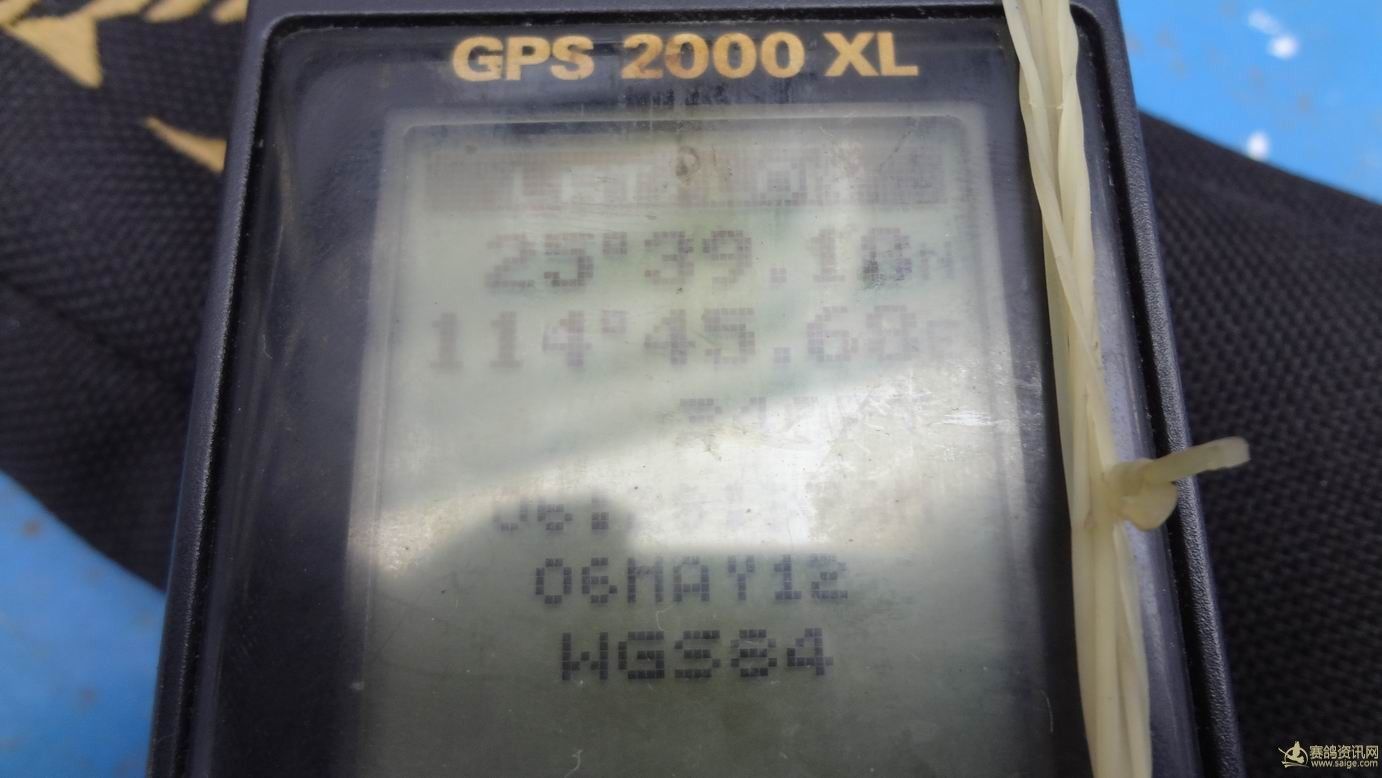 GPS 2000 XL
25°39.18N
114°45.68E
06MAY12
WGS84
赛鸽资讯网
www.saige.com